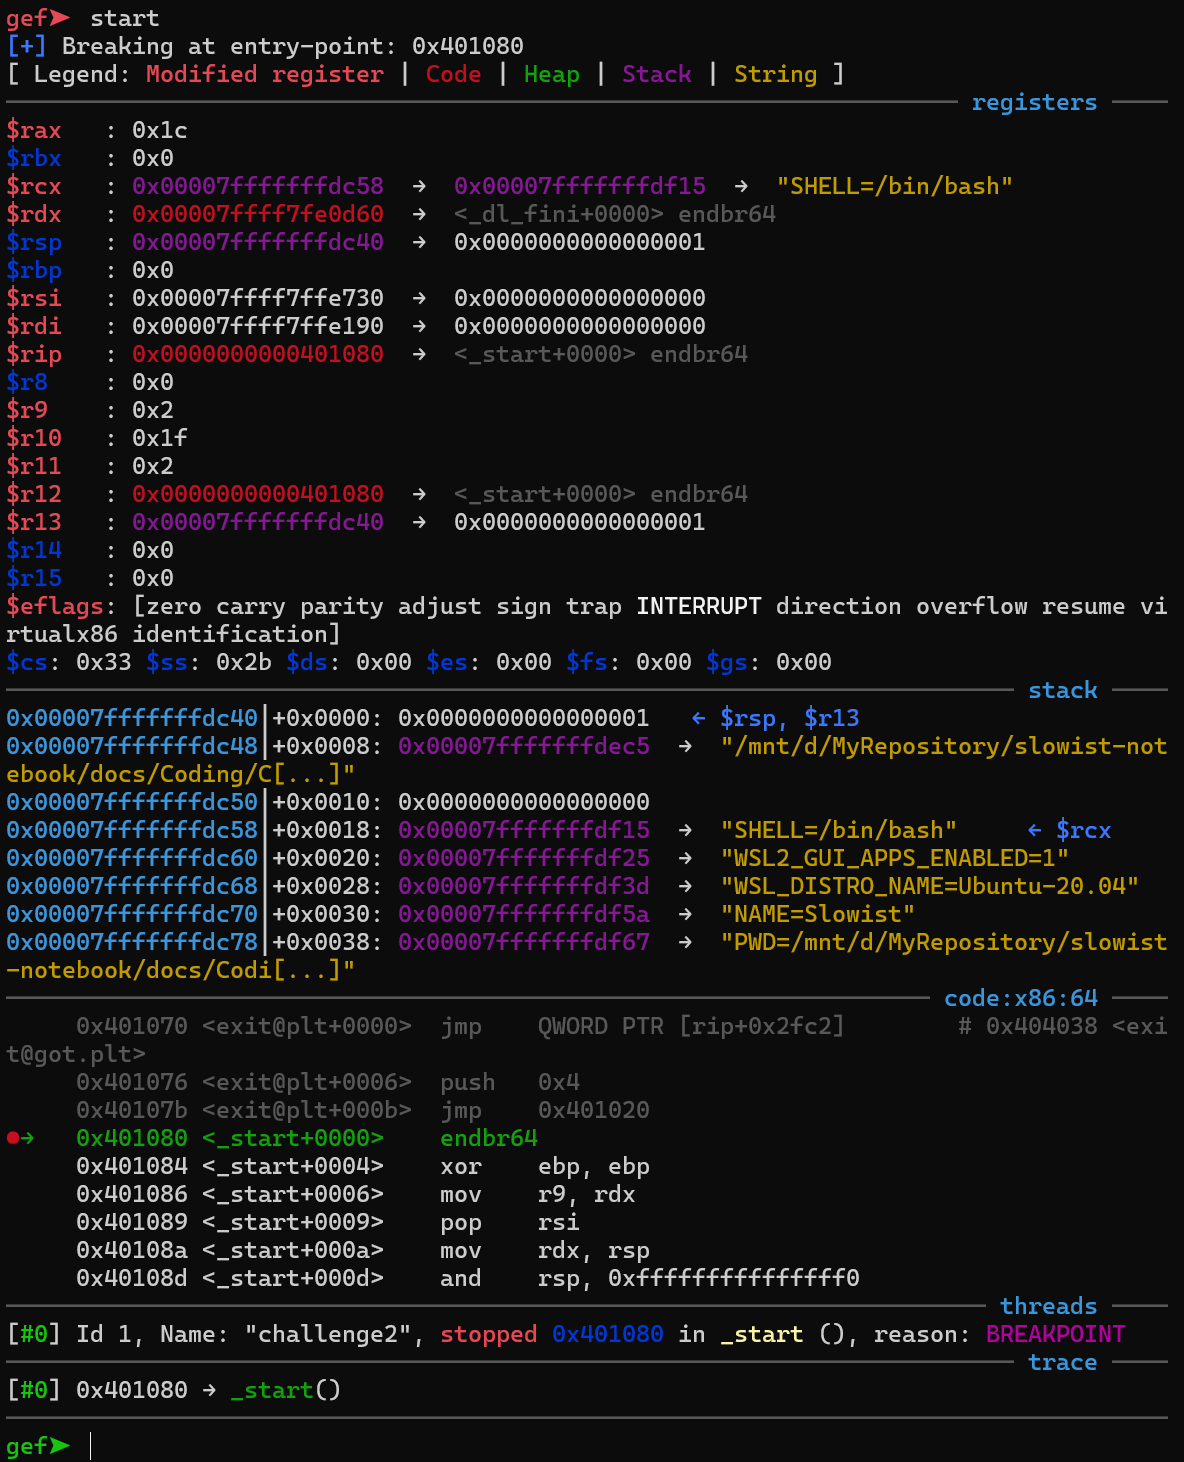 gef➤  start
[+] Breaking at entry-point: 0x401080
[ Legend: Modified register | Code | Heap | Stack | String ]
registers
$rax   : 0x1c
$rbx   : 0x0
$rcx   : 0x00007fffffffdc58  →  0x00007fffffffdf15  →  "SHELL=/bin/bash"
$rdx   : 0x00007ffff7fe0d60  →  <_dl_fini+0000> endbr64
$rsp   : 0x00007fffffffdc40  →  0x0000000000000001
$rbp   : 0x0
$rsi   : 0x00007ffff7ffe730  →  0x0000000000000000
$rdi   : 0x00007ffff7ffe190  →  0x0000000000000000
$rip   : 0x0000000000401080  →  <_start+0000> endbr64
$r8    : 0x0
$r9    : 0x2
$r10   : 0x1f
$r11   : 0x2
$r12   : 0x0000000000401080  →  <_start+0000> endbr64
$r13   : 0x00007fffffffdc40  →  0x0000000000000001
$r14   : 0x0
$r15   : 0x0
$eflags: [zero carry parity adjust sign trap INTERRUPT direction overflow resume vi
rtualx86 identification]
$cs: 0x33 $ss: 0x2b $ds: 0x00 $es: 0x00 $fs: 0x00 $gs: 0x00
stack
0x00007fffffffdc40│+0x0000: 0x0000000000000001   ← $rsp, $r13
0x00007fffffffdc48│+0x0008: 0x00007fffffffdec5  →  "/mnt/d/MyRepository/slowist-not
ebook/docs/Coding/C[...]"
0x00007fffffffdc50│+0x0010: 0x0000000000000000
0x00007fffffffdc58│+0x0018: 0x00007fffffffdf15  →  "SHELL=/bin/bash"     ← $rcx
0x00007fffffffdc60│+0x0020: 0x00007fffffffdf25  →  "WSL2_GUI_APPS_ENABLED=1"
0x00007fffffffdc68│+0x0028: 0x00007fffffffdf3d  →  "WSL_DISTRO_NAME=Ubuntu-20.04"
0x00007fffffffdc70│+0x0030: 0x00007fffffffdf5a  →  "NAME=Slowist"
0x00007fffffffdc78│+0x0038: 0x00007fffffffdf67  →  "PWD=/mnt/d/MyRepository/slowist
-notebook/docs/Codi[...]"
code:x86:64
0x401070 <exit@plt+0000>  jmp    QWORD PTR [rip+0x2fc2]        # 0x404038 <exi
t@got.plt>
0x401076 <exit@plt+0006>  push   0x4
0x40107b <exit@plt+000b>  jmp    0x401020
●→   0x401080 <_start+0000>    endbr64
0x401084 <_start+0004>    xor    ebp, ebp
0x401086 <_start+0006>    mov    r9, rdx
0x401089 <_start+0009>    pop    rsi
0x40108a <_start+000a>    mov    rdx, rsp
0x40108d <_start+000d>    and    rsp, 0xfffffffffffffff0
threads
[#0] Id 1, Name: "challenge2", stopped 0x401080 in _start (), reason: BREAKPOINT
trace
[#0] 0x401080 → _start()
gef➤